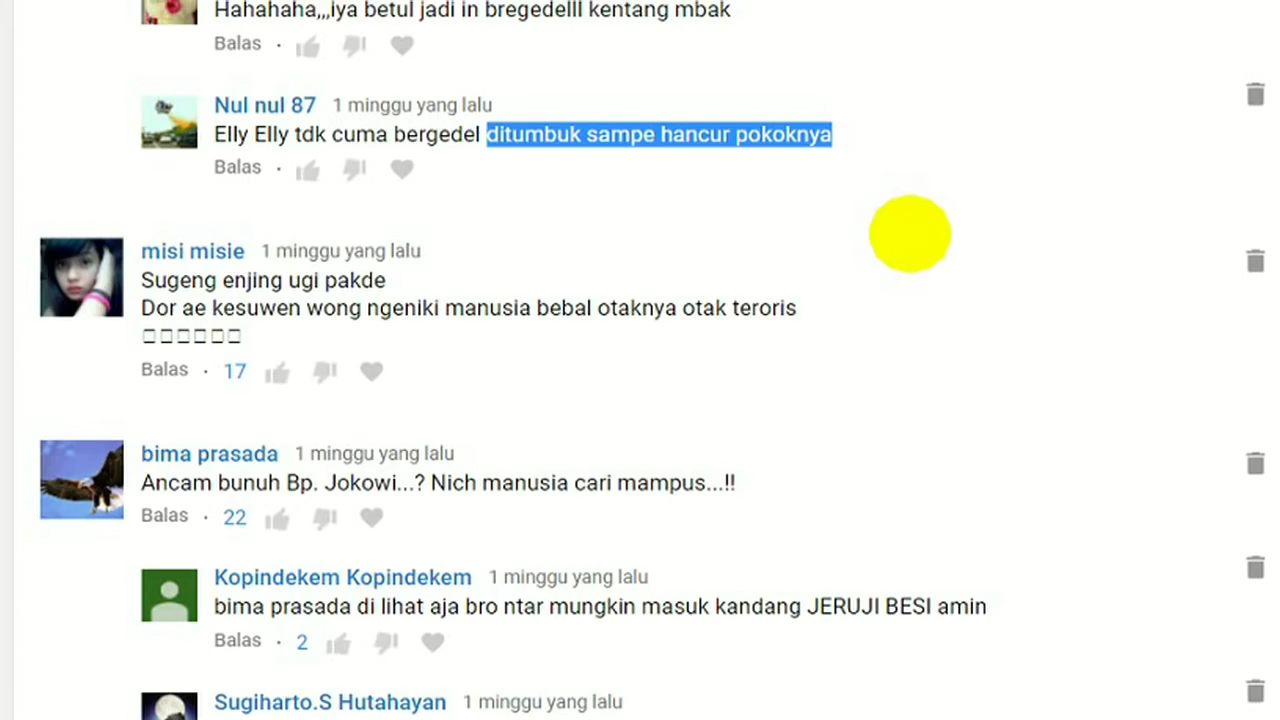 Hahahaha,,,iya betul jadi in bregedelll kentang mbak
Balas ·
Nul nul 87 1 minggu yang lalu
Elly Elly tdk cuma bergedel ditumbuk sampe hancur pokoknya
Balas ·
misi misie 1 minggu yang lalu
Sugeng enjing ugi pakde
Dor ae kesuwen wong ngeniki manusia bebal otaknya otak teroris
Balas · 17
bima prasada 1 minggu yang lalu
Ancam bunuh Bp. Jokowi...? Nich manusia cari mampus...!!
Balas · 22
Kopindekem Kopindekem 1 minggu yang lalu
bima prasada di lihat aja bro ntar mungkin masuk kandang JERUJI BESI amin
Balas · 2
Sugiharto.S Hutahayan 1 minggu yang lalu